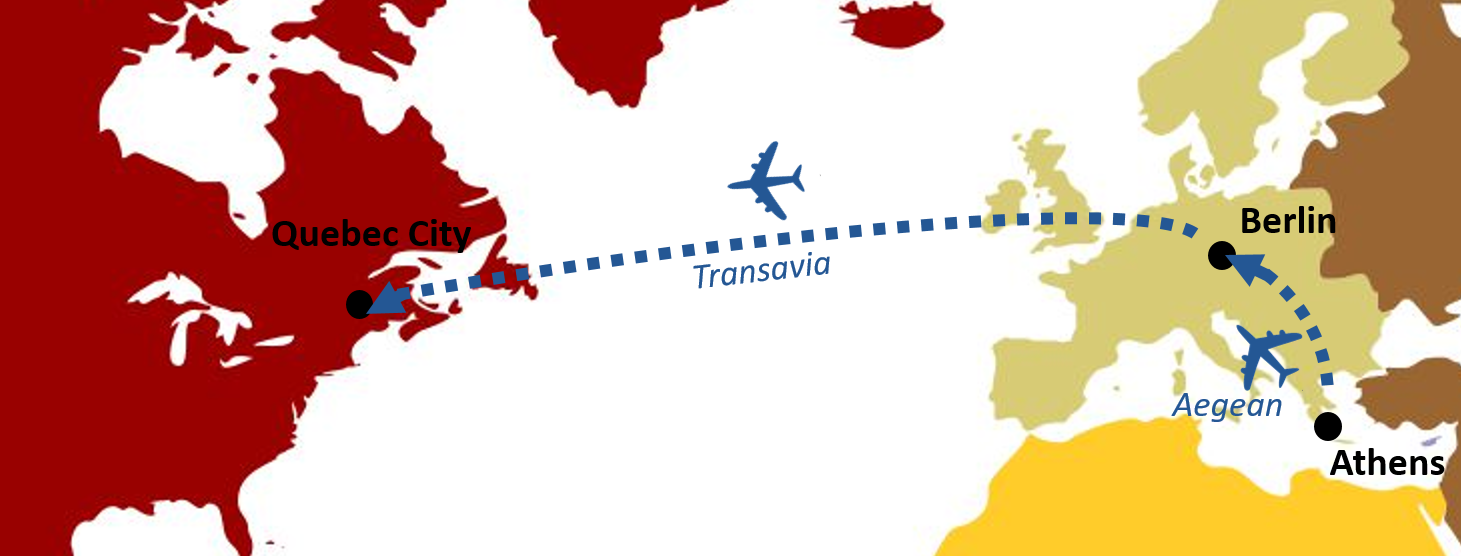 Quebec City
Berlin
Transavia
Aegean
Athens